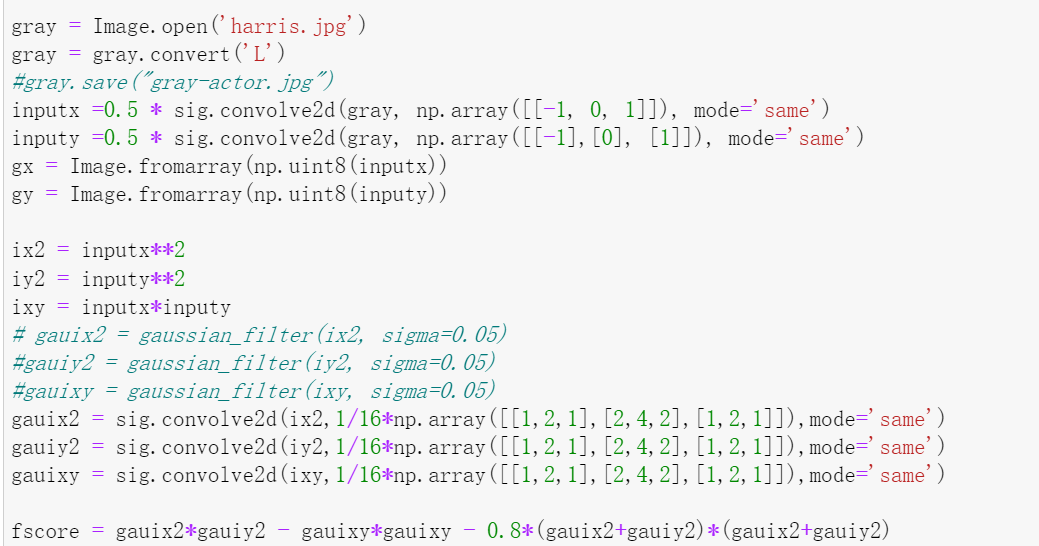 gray = Image.open('harris.jpg')
gray = gray.convert('L')
#gray.save("gray-actor.jpg")
inputx =0.5 * sig.convolve2d(gray, np.array([[-1, 0, 1]]), mode='same')
inputy =0.5 * sig.convolve2d(gray, np.array([[-1],[0], [1]]), mode='same')
gx = Image.fromarray(np.uint8(inputx))
gy = Image.fromarray(np.uint8(inputy))
ix2 = inputx**2
iy2 = inputy**2
ixy = inputx*inputy
# gauix2 = gaussian_filter(ix2, sigma=0.05)
#gauiy2 = gaussian_filter(iy2, sigma=0.05)
#gauixy = gaussian_filter(ixy, sigma=0.05)
gauix2 = sig.convolve2d(ix2,1/16*np.array([[1,2,1],[2,4,2],[1,2,1]]),mode='same')
gauiy2 = sig.convolve2d(iy2,1/16*np.array([[1,2,1],[2,4,2],[1,2,1]]),mode='same')
gauixy = sig.convolve2d(ixy,1/16*np.array([[1,2,1],[2,4,2],[1,2,1]]),mode='same')
fscore = gauix2*gauiy2 - gauixy*gauixy - 0.8*(gauix2+gauiy2)*(gauix2+gauiy2)